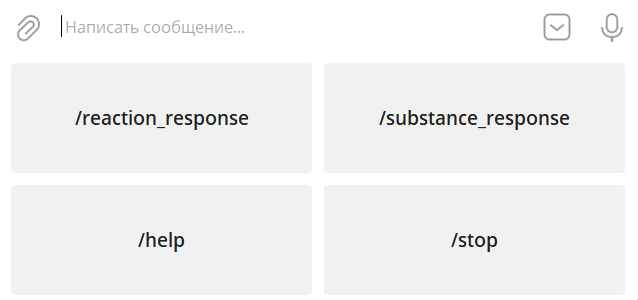 Написать сообщение...
/reaction_response
/substance_response
/help
/stop